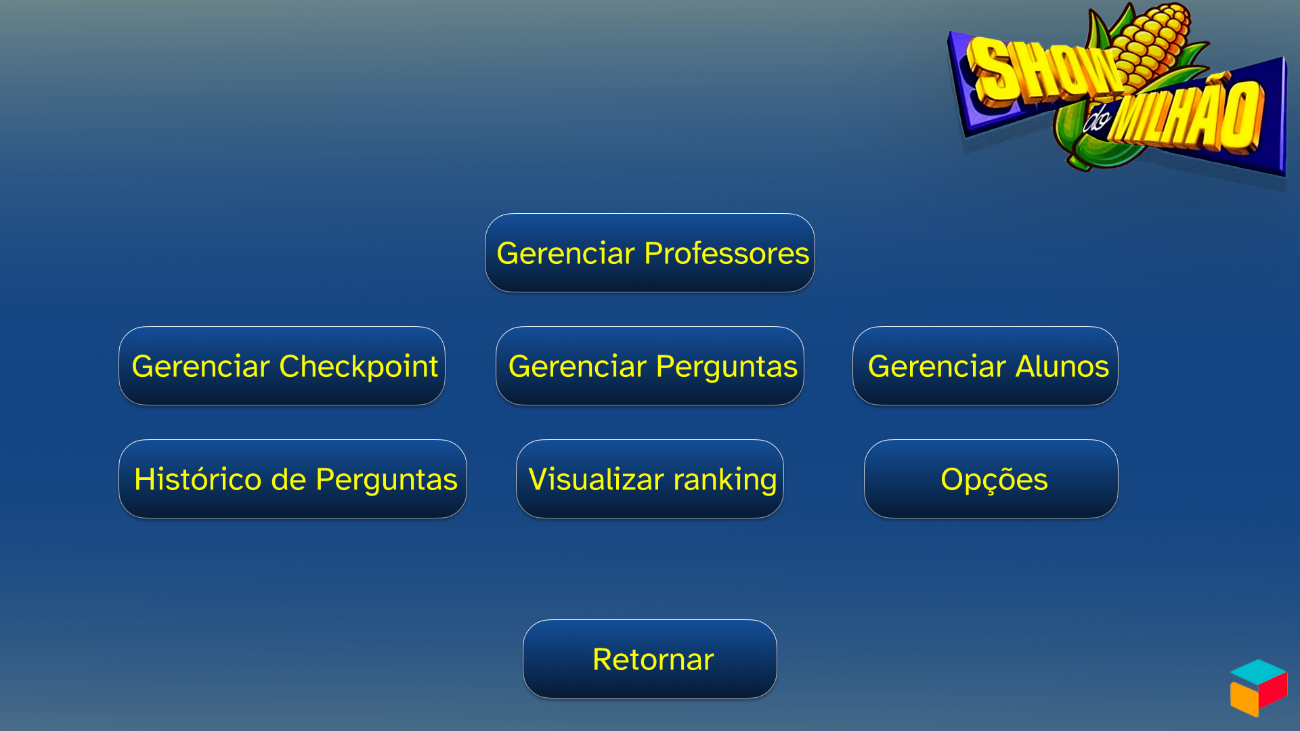 SHOW
do MILHÃO
Gerenciar Professores
Gerenciar Checkpoint
Gerenciar Perguntas
Gerenciar Alunos
Histórico de Perguntas
Visualizar ranking
Opções
Retornar